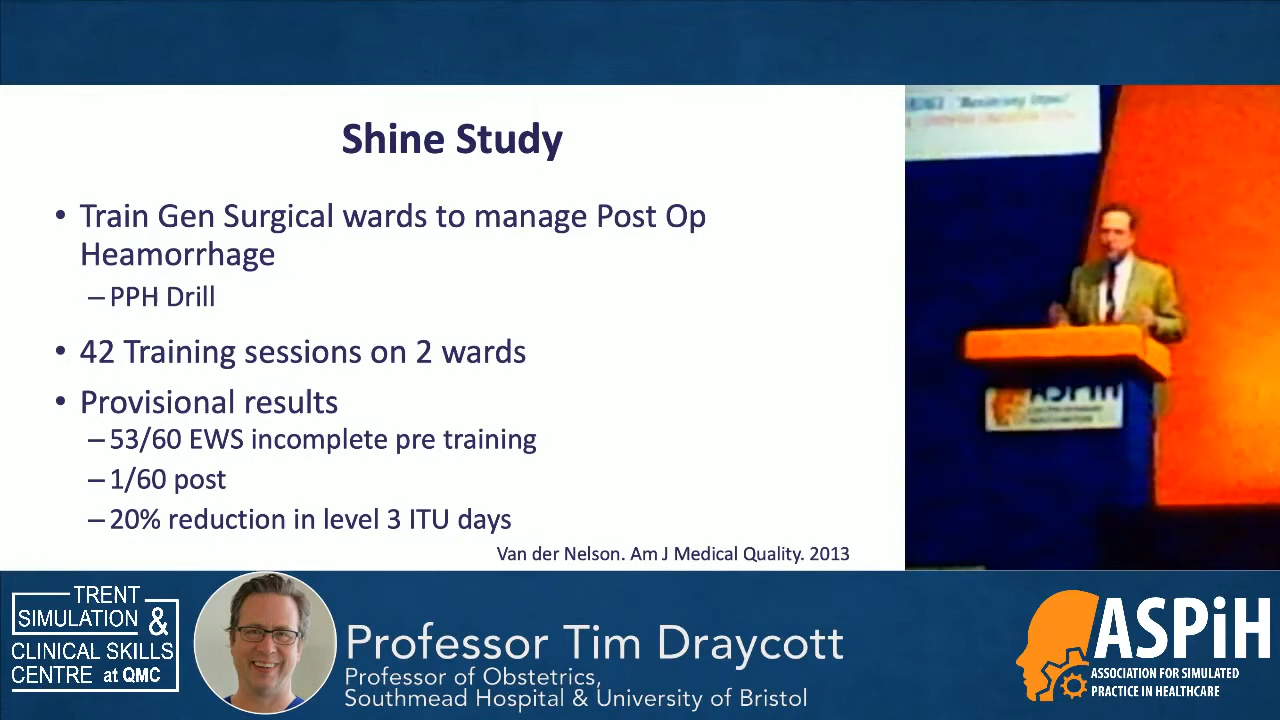 Shine Study
• Train Gen Surgical wards to manage Post Op
Heamorrhage
– PPH Drill
• 42 Training sessions on 2 wards
• Provisional results
– 53/60 EWS incomplete pre training
– 1/60 post
– 20% reduction in level 3 ITU days
Van der Nelson. Am J Medical Quality. 2013
ASPiH
TRENT
SIMULATION &
CLINICAL SKILLS
CENTRE at QMC
Professor Tim Draycott
Professor of Obstetrics,
Southmead Hospital & University of Bristol
ASPiH
ASSOCIATION FOR SIMULATED
PRACTICE IN HEALTHCARE